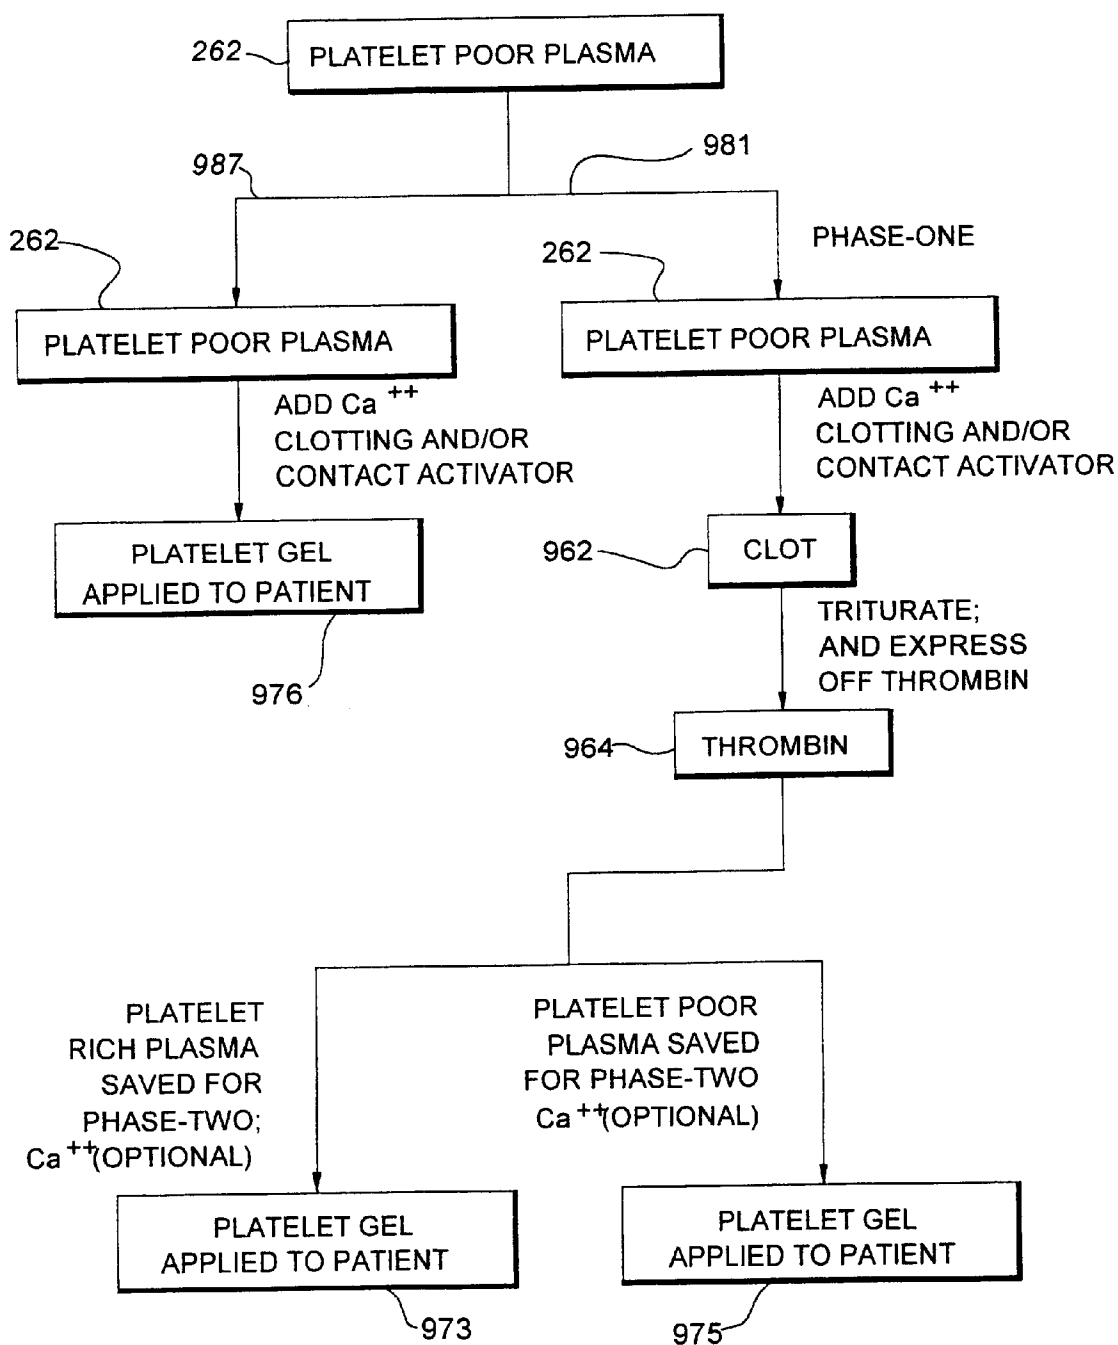 262
PLATELET POOR PLASMA
987
981
262
262
PHASE-ONE
PLATELET POOR PLASMA
PLATELET POOR PLASMA
ADD Ca ++
CLOTTING AND/OR
CONTACT ACTIVATOR
ADD Ca ++
CLOTTING AND/OR
CONTACT ACTIVATOR
PLATELET GEL
APPLIED TO PATIENT
976
962
CLOT
TRITURATE;
AND EXPRESS
OFF THROMBIN
964
THROMBIN
PLATELET
RICH PLASMA
SAVED FOR
PHASE-TWO;
Ca ++(OPTIONAL)
PLATELET POOR
PLASMA SAVED
FOR PHASE-TWO
Ca ++(OPTIONAL)
PLATELET GEL
APPLIED TO PATIENT
973
PLATELET GEL
APPLIED TO PATIENT
975